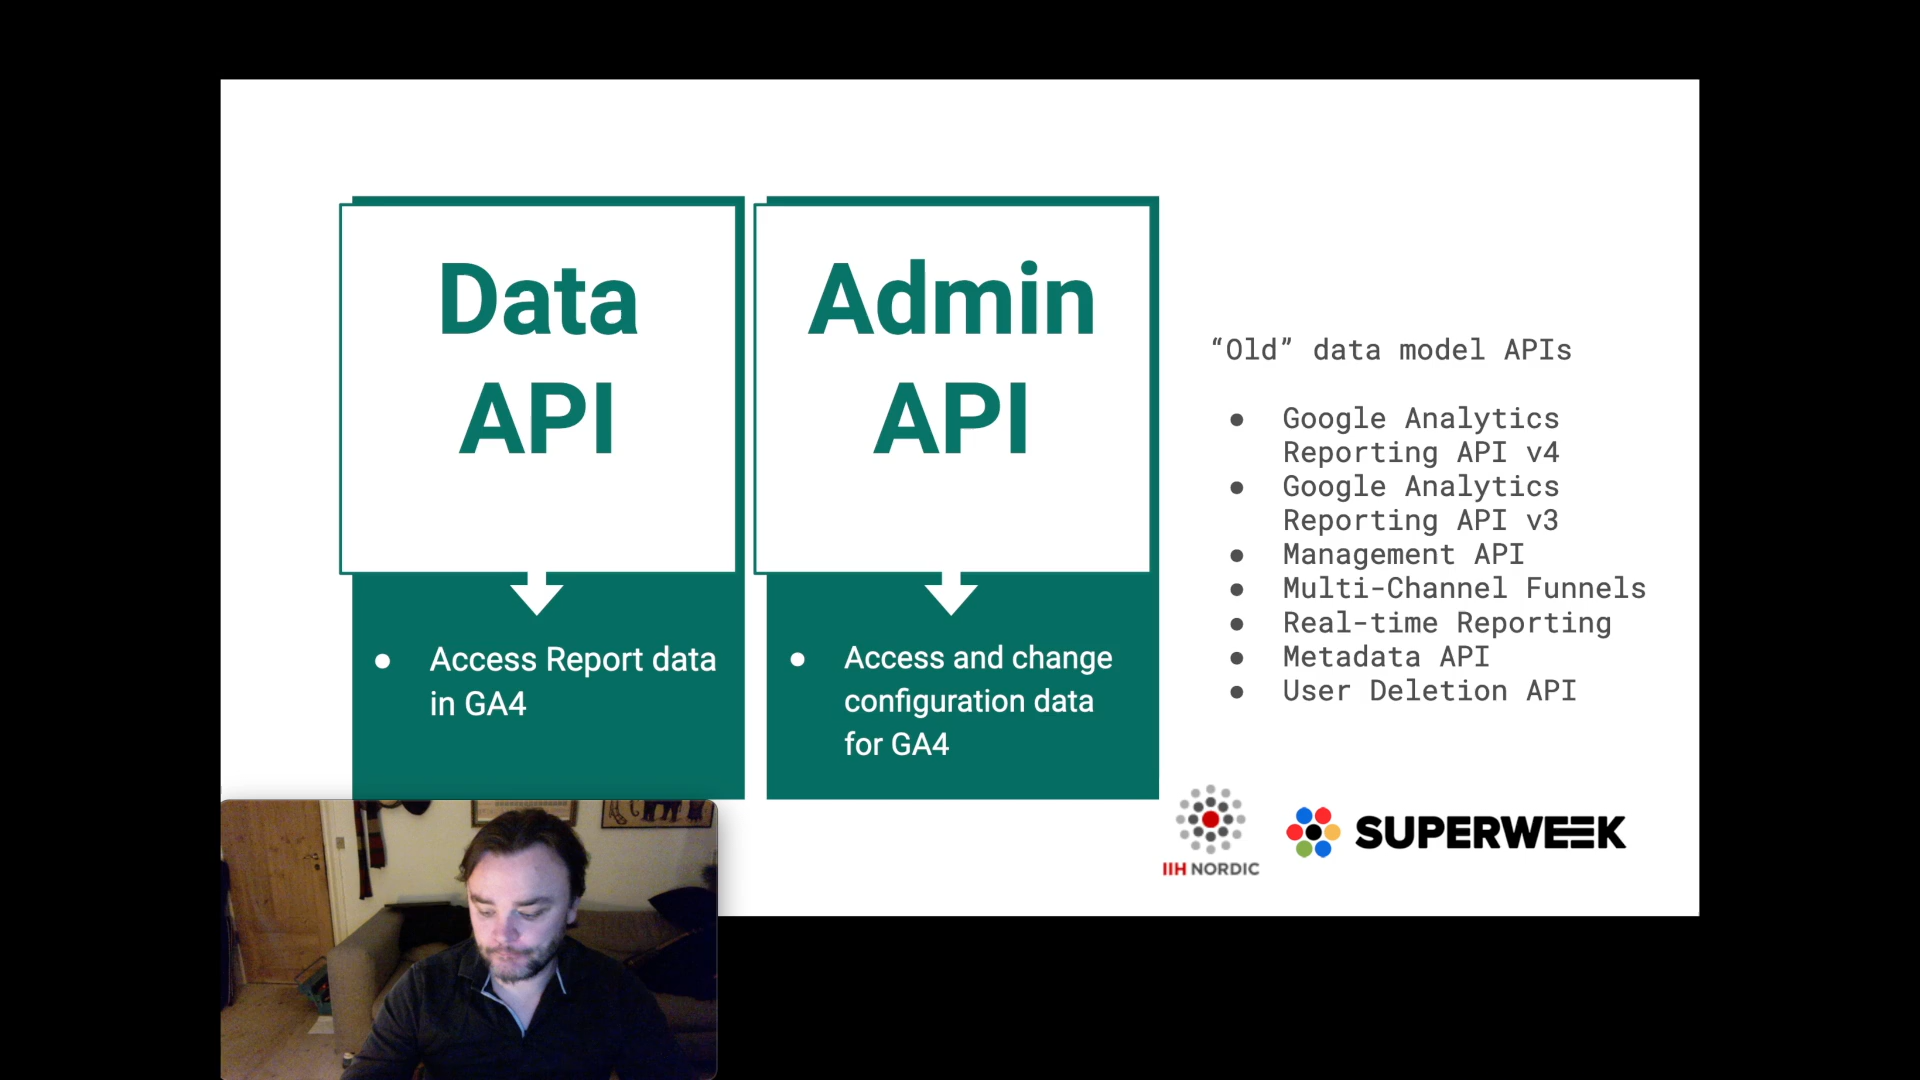 Data
API
Access Report data
in GA4
Admin
API
Access and change
configuration data
for GA4
“Old” data model APIs
Google Analytics
Reporting API v4
Google Analytics
Reporting API v3
Management API
Multi-Channel Funnels
Real-time Reporting
Metadata API
User Deletion API
IIH NORDIC
SUPERWEEK